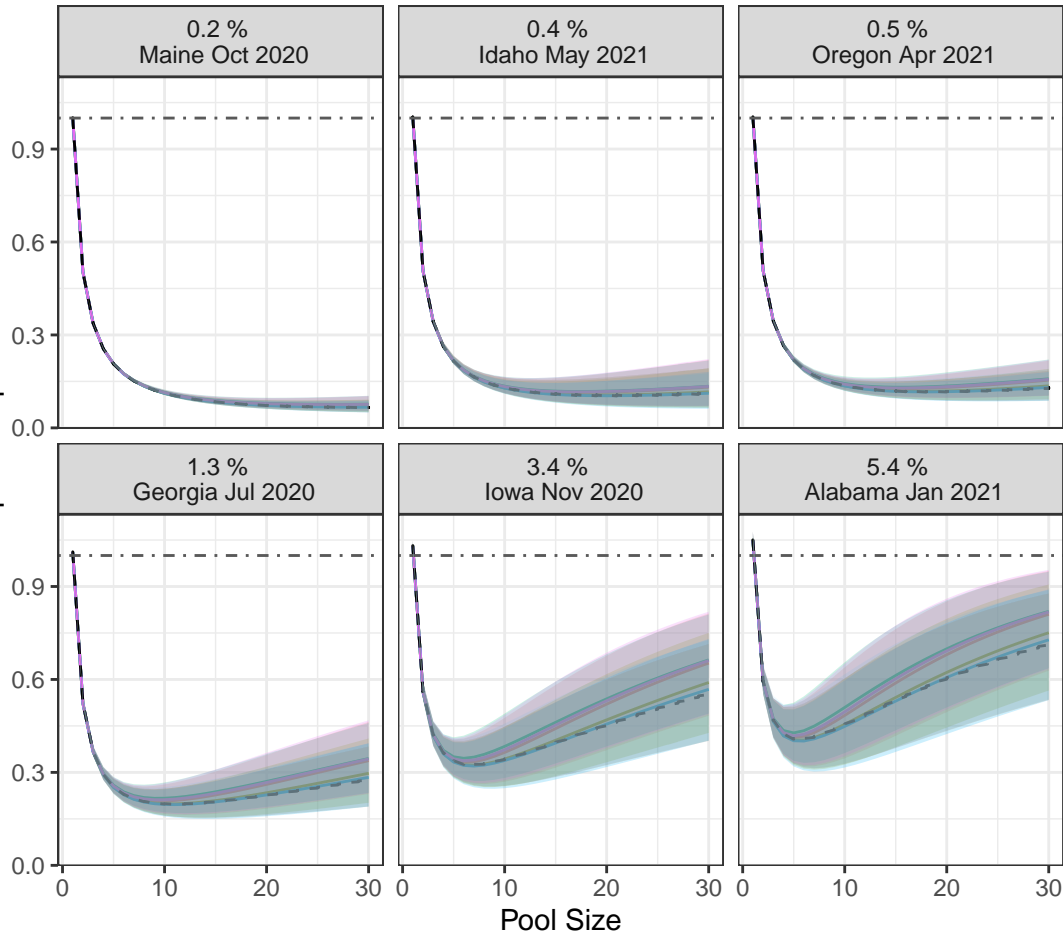 0.2 %
Maine Oct 2020
0.4 %
Idaho May 2021
0.5 %
Oregon Apr 2021
0.9
0.6
0.3
0.0
1.3 %
Georgia Jul 2020
3.4 %
Iowa Nov 2020
5.4 %
Alabama Jan 2021
0.9
0.6
0.3
0.0
0 10 20 30 0 10 20 30 0 10 20 30
Pool Size